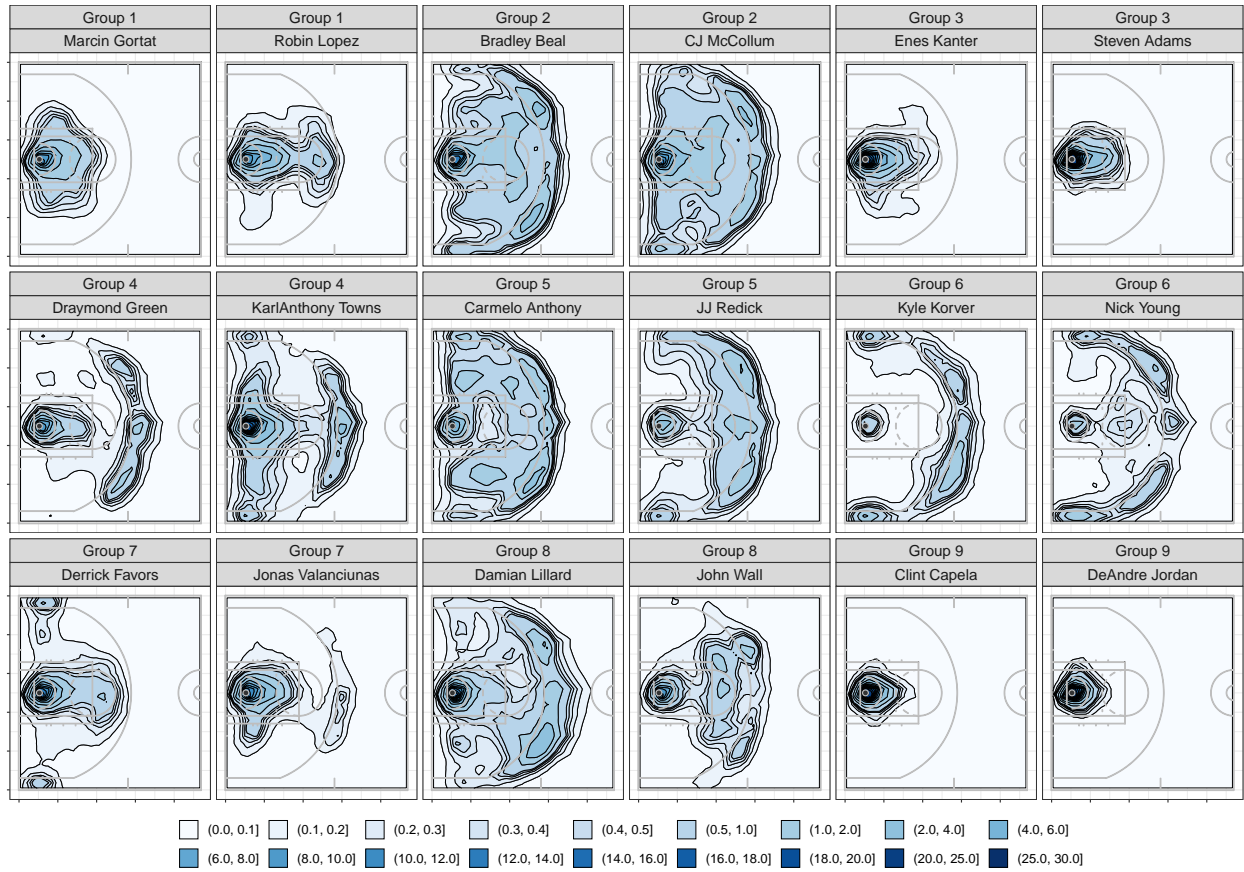 Group 1 Group 1 Group 2 Group 2 Group 3 Group 3
Marcin Gortat Robin Lopez Bradley Beal CJ McCollum Enes Kanter Steven Adams
Group 4 Group 4 Group 5 Group 5 Group 6 Group 6
Draymond Green KarlAnthony Towns Carmelo Anthony JJ Redick Kyle Korver Nick Young
Group 7 Group 7 Group 8 Group 8 Group 9 Group 9
Derrick Favors Jonas Valanciunas Damian Lillard John Wall Clint Capela DeAndre Jordan
(0.0, 0.1] (0.1, 0.2] (0.2, 0.3] (0.3, 0.4] (0.4, 0.5] (0.5, 1.0] (1.0, 2.0] (2.0, 4.0] (4.0, 6.0]
(6.0, 8.0] (8.0, 10.0] (10.0, 12.0] (12.0, 14.0] (14.0, 16.0] (16.0, 18.0] (18.0, 20.0] (20.0, 25.0] (25.0, 30.0]